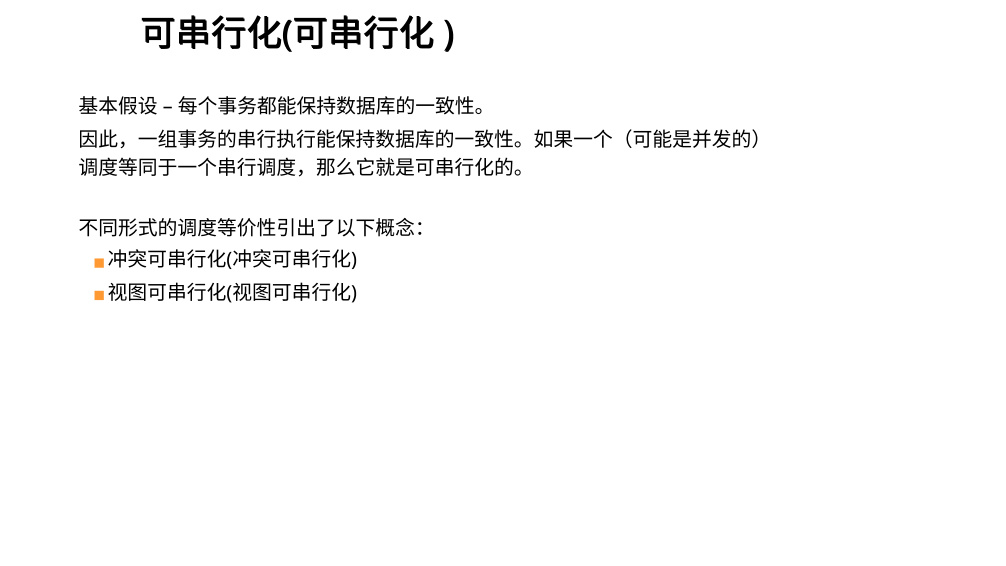 可串行化(可串行化 )
基本假设 – 每个事务都能保持数据库的一致性。
因此，一组事务的串行执行能保持数据库的一致性。如果一个（可能是并发的）
调度等同于一个串行调度，那么它就是可串行化的。
不同形式的调度等价性引出了以下概念：
冲突可串行化(冲突可串行化)
视图可串行化(视图可串行化)